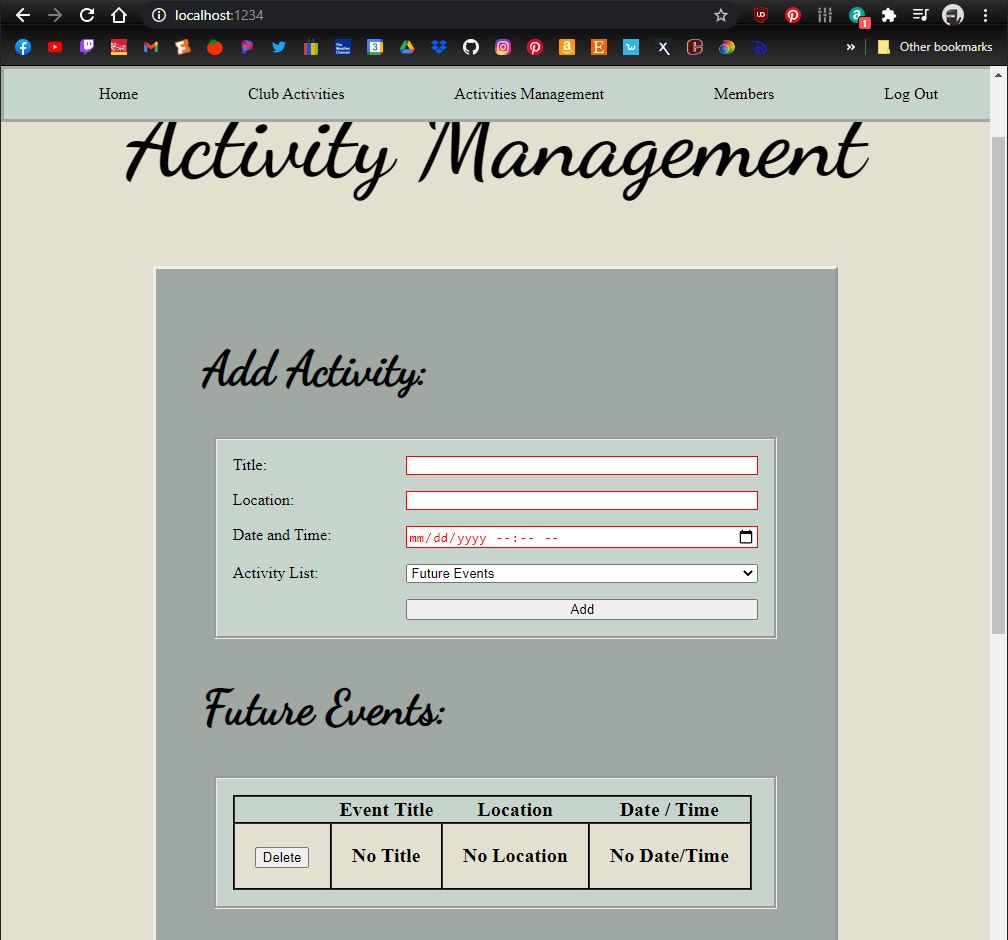 localhost:1234
Other bookmarks
Home Club Activities Activities Management Members Log Out
Activity Management
Add Activity:
Title:
Location:
Date and Time: mm/dd/yyyy --:-- --
Activity List: Future Events
Add
Future Events:
Event Title Location Date / Time
Delete No Title No Location No Date/Time